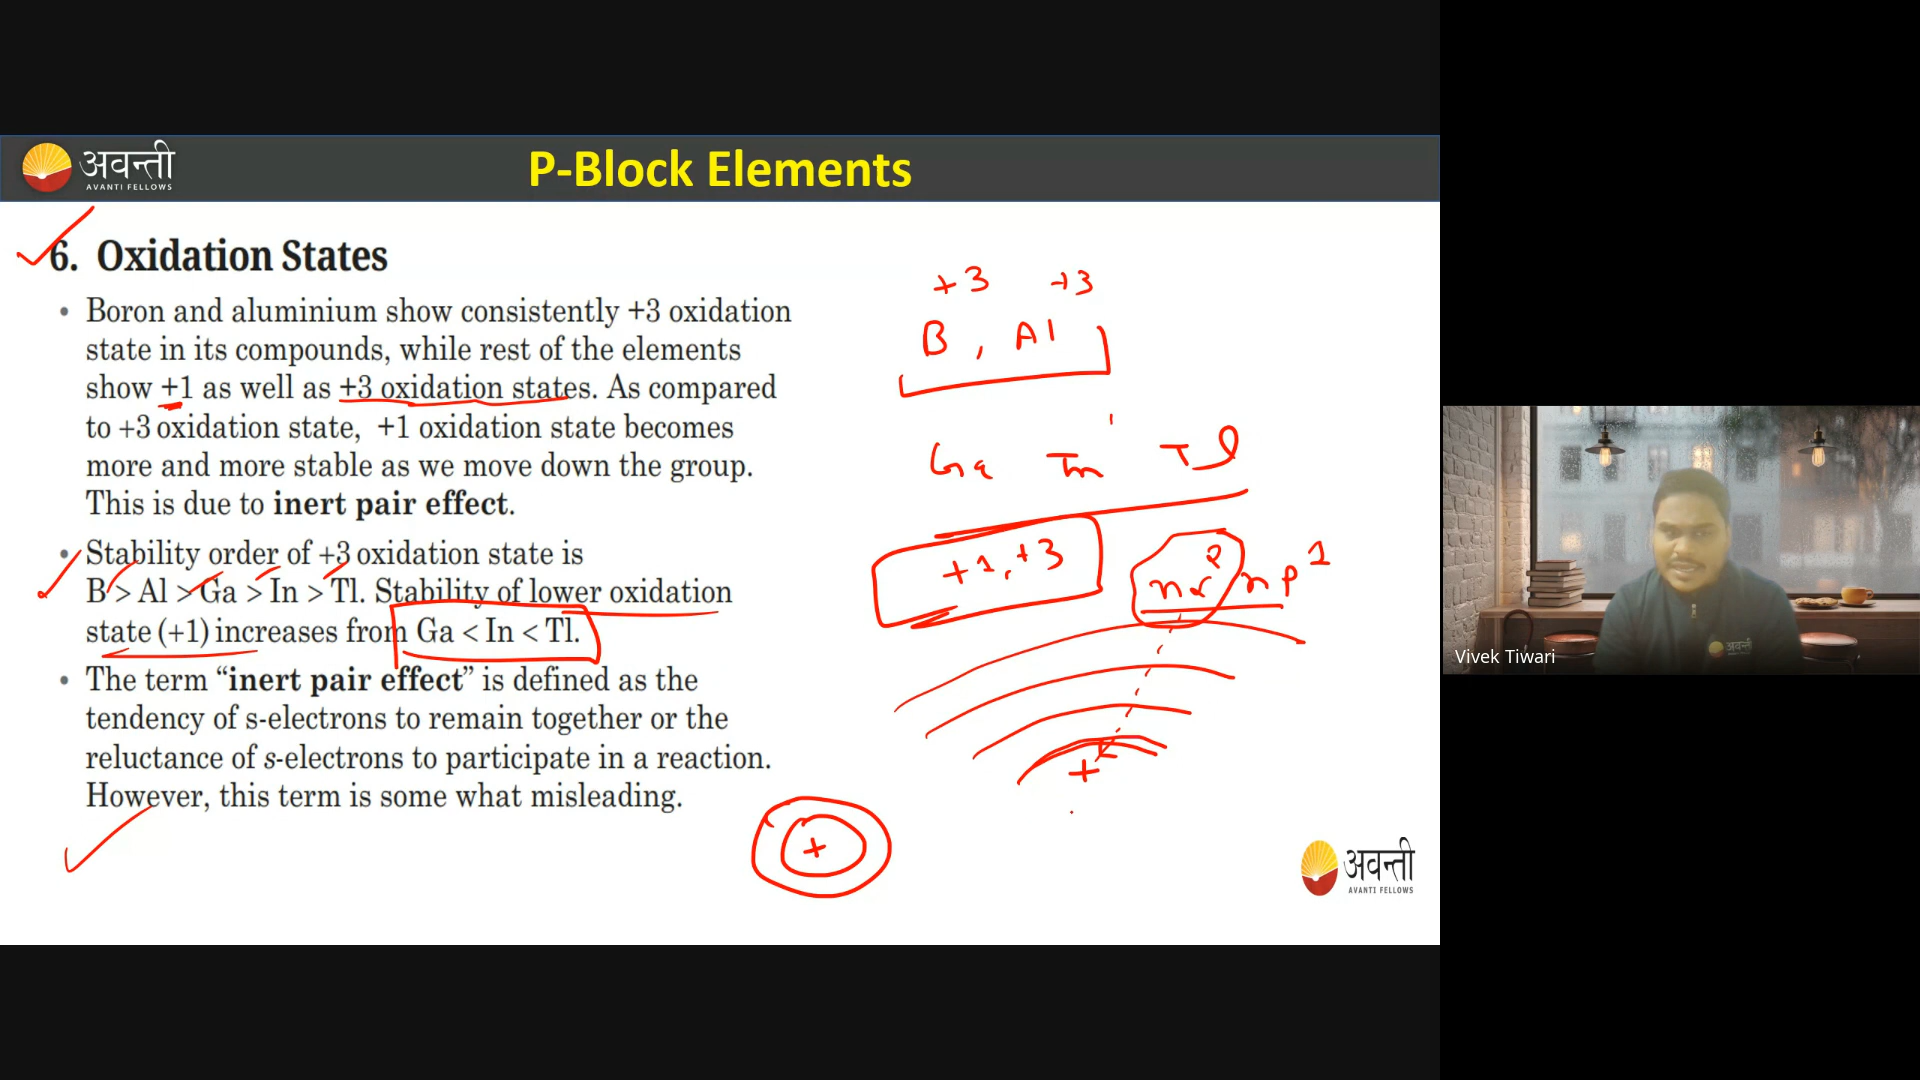 अवन्ती
AVANTI FELLOWS
P-Block Elements
6. Oxidation States
• Boron and aluminium show consistently +3 oxidation
state in its compounds, while rest of the elements
show +1 as well as +3 oxidation states. As compared
to +3 oxidation state, +1 oxidation state becomes
more and more stable as we move down the group.
This is due to inert pair effect.
• Stability order of +3 oxidation state is
B > Al > Ga > In > Tl. Stability of lower oxidation
state (+1) increases from Ga < In < Tl.
• The term “inert pair effect” is defined as the
tendency of s-electrons to remain together or the
reluctance of s-electrons to participate in a reaction.
However, this term is some what misleading.
+3 +3
B , Al
Ga In Tl
+1, +3
ns² np¹
+
+
अवन्ती
AVANTI FELLOWS
Vivek Tiwari